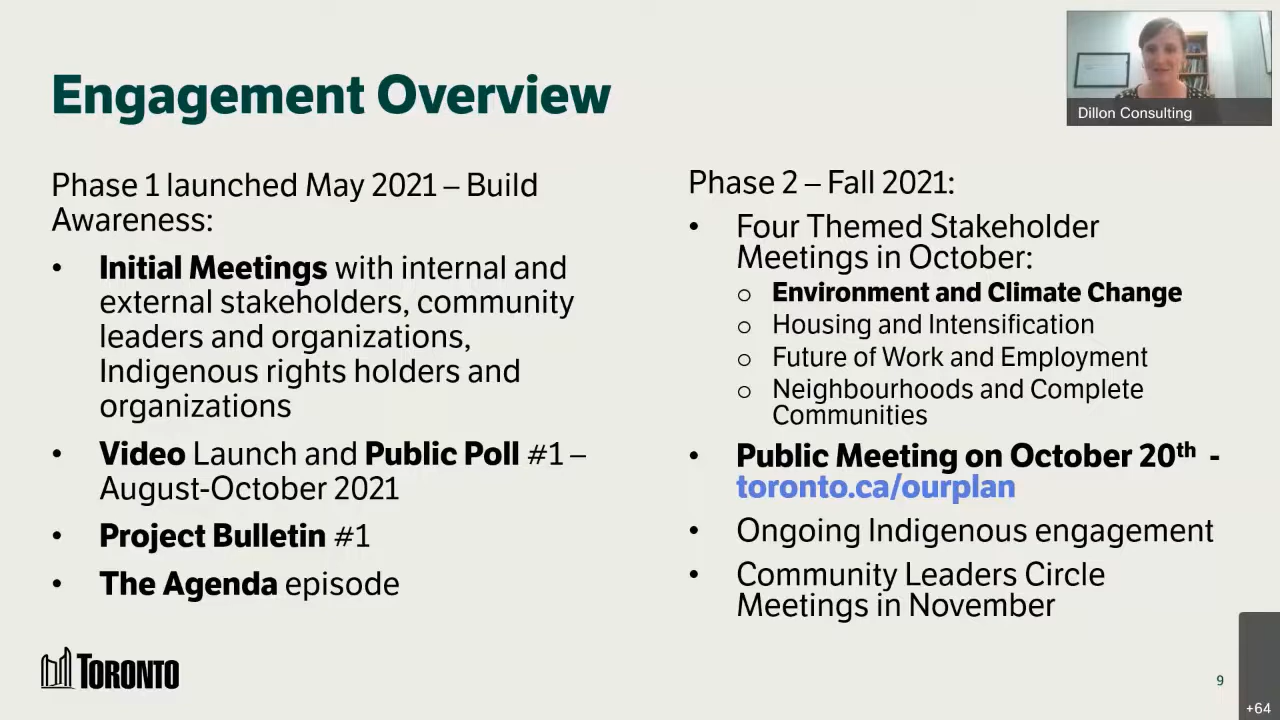 Engagement Overview
Dillon Consulting
Phase 1 launched May 2021 – Build
Awareness:
• Initial Meetings with internal and
external stakeholders, community
leaders and organizations,
Indigenous rights holders and
organizations
• Video Launch and Public Poll #1 –
August-October 2021
• Project Bulletin #1
• The Agenda episode
Phase 2 – Fall 2021:
• Four Themed Stakeholder
Meetings in October:
o Environment and Climate Change
o Housing and Intensification
o Future of Work and Employment
o Neighbourhoods and Complete
Communities
• Public Meeting on October 20th -
toronto.ca/ourplan
• Ongoing Indigenous engagement
• Community Leaders Circle
Meetings in November
TORONTO
9
+64